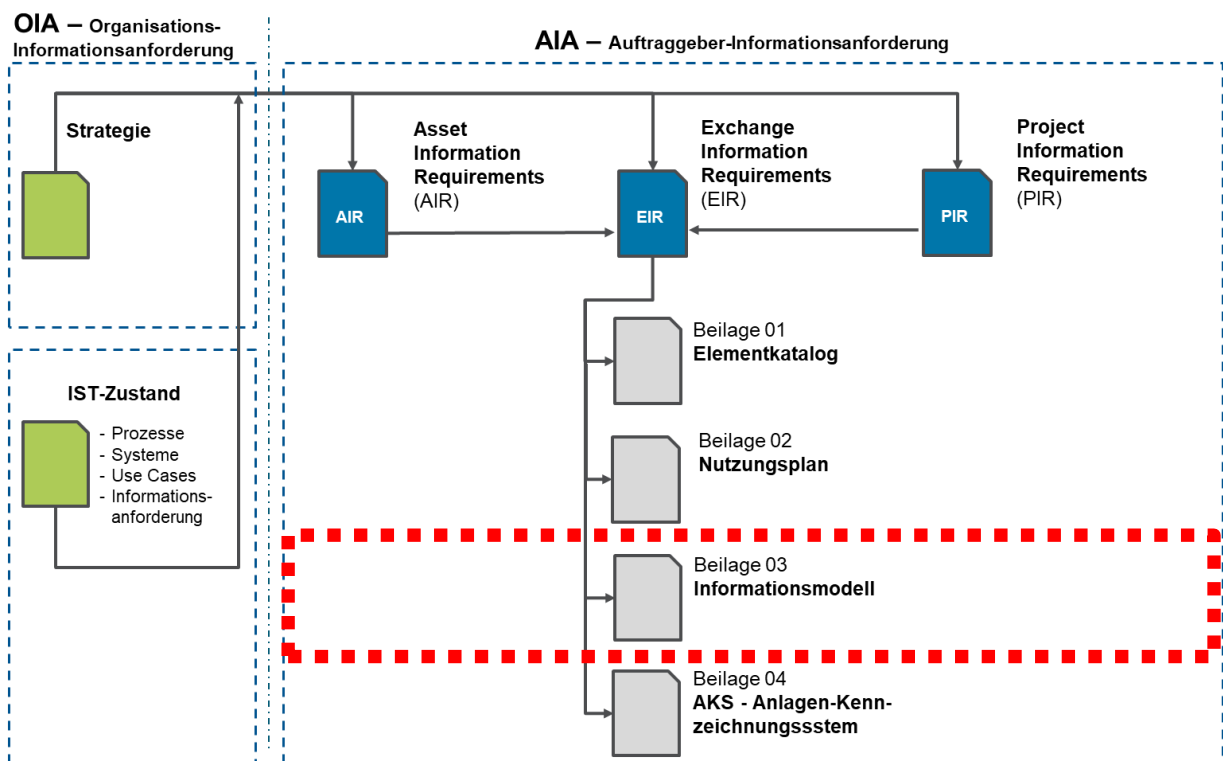 OIA – Organisations-
Informationsanforderung
AIA – Auftraggeber-Informationsanforderung
Strategie
Asset
Information
Requirements
(AIR)
Exchange
Information
Requirements
(EIR)
Project
Information
Requirements
(PIR)
AIR
EIR
PIR
IST-Zustand
- Prozesse
- Systeme
- Use Cases
- Informations-
anforderung
Beilage 01
Elementkatalog
Beilage 02
Nutzungsplan
Beilage 03
Informationsmodell
Beilage 04
AKS - Anlagen-Kenn-
zeichnungssstem